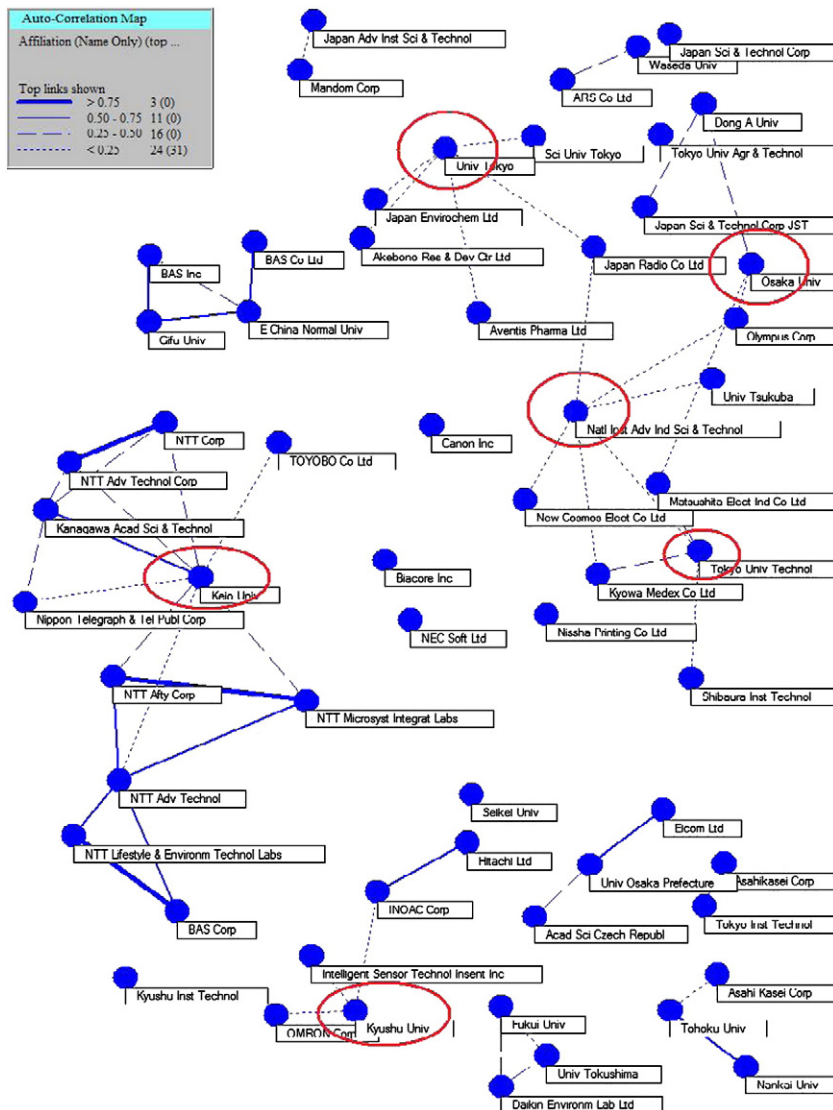 Auto-Correlation Map
Affiliation (Name Only) (top ...
Top links shown
> 0.75 3 (0)
0.50 - 0.75 11 (0)
0.25 - 0.50 16 (0)
< 0.25 24 (31)
Japan Adv Inst Sci & Technol
Japan Sci & Technol Corp
Waseda Univ
Mandom Corp
ARS Co Ltd
Dong A Univ
Univ Tokyo
Sci Univ Tokyo
Tokyo Univ Agr & Technol
Japan Envirochem Ltd
Japan Sci & Technol Corp JST
Akebono Res & Dev Ctr Ltd
Japan Radio Co Ltd
BAS Inc
BAS Co Ltd
Osaka Univ
Gifu Univ
E China Normal Univ
Aventis Pharma Ltd
Olympus Corp
Univ Tsukuba
Natl Inst Adv Ind Sci & Technol
NTT Corp
Canon Inc
TOYOBO Co Ltd
NTT Adv Technol Corp
Matsushita Elect Ind Co Ltd
New Cosmos Elect Co Ltd
Kanagawa Acad Sci & Technol
Tokyo Univ Technol
Biacore Inc
Keio Univ
Kyowa Medex Co Ltd
Nippon Telegraph & Tel Publ Corp
NEC Soft Ltd
Nissha Printing Co Ltd
NTT Afty Corp
Shibaura Inst Technol
NTT Microsyst Integrat Labs
NTT Adv Technol
Seikei Univ
Eicom Ltd
NTT Lifestyle & Environm Technol Labs
Hitachi Ltd
Univ Osaka Prefecture
Asahikasei Corp
BAS Corp
INOAC Corp
Acad Sci Czech Republ
Tokyo Inst Technol
Intelligent Sensor Technol Insent Inc
Kyushu Inst Technol
Asahi Kasei Corp
OMRON Corp
Kyushu Univ
Fukui Univ
Tohoku Univ
Univ Tokushima
Nankai Univ
Daikin Environm Lab Ltd